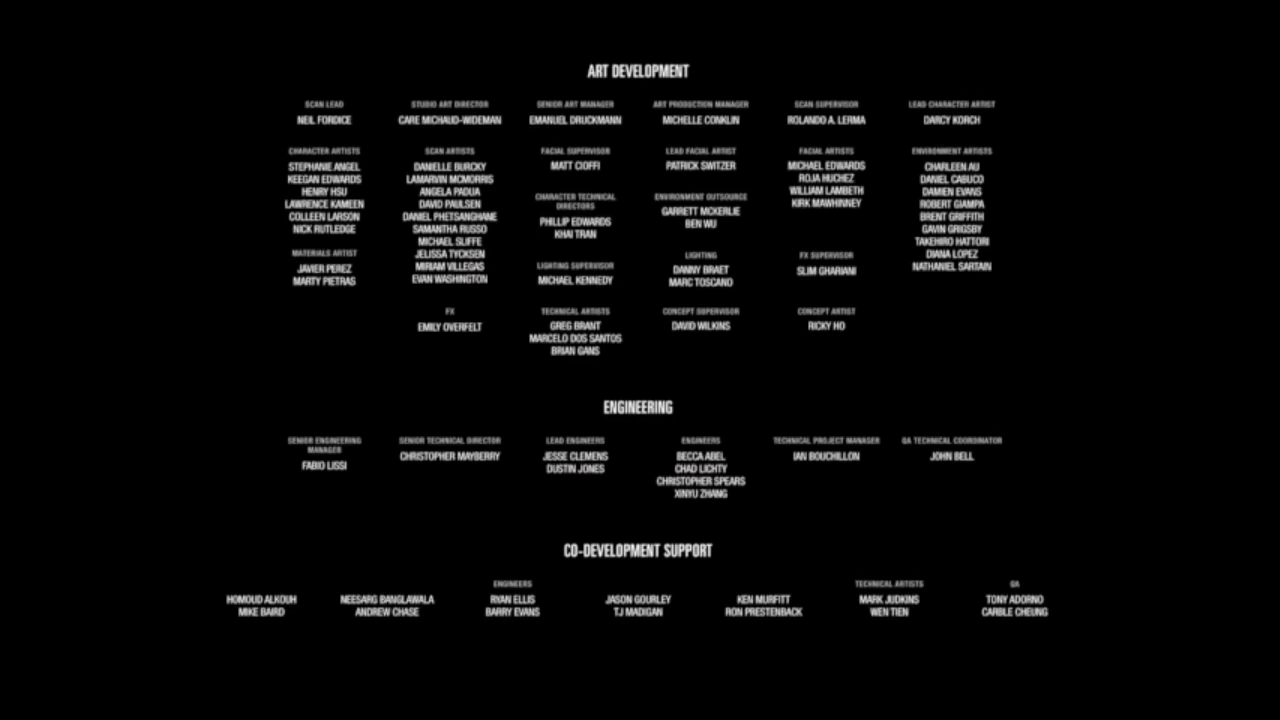 ART DEVELOPMENT
SCAN LEAD
NEIL FORDICE
STUDIO ART DIRECTOR
CARE MICHAUD-WIDEMAN
SENIOR ART MANAGER
EMANUEL DRUCKMANN
ART PRODUCTION MANAGER
MICHELLE CONKLIN
SCAN SUPERVISOR
ROLANDO A. LERMA
LEAD CHARACTER ARTIST
DARCY KORCH
CHARACTER ARTISTS
STEPHANIE ANGEL
KEEGAN EDWARDS
HENRY HSU
LAWRENCE KAMEEN
COLLEEN LARSON
NICK RUTLEDGE
MATERIALS ARTIST
JAVIER PEREZ
MARTY PIETRAS
SCAN ARTISTS
DANIELLE BURCKY
LAMARVIN MCMORRIS
ANGELA PADUA
DAVID PAULSEN
DANIEL PHETSANGHANE
SAMANTHA RUSSO
MICHAEL SLIFFE
JELISSA TYCKSEN
MIRIAM VILLEGAS
EVAN WASHINGTON
FX
EMILY OVERFELT
FACIAL SUPERVISOR
MATT CIOFFI
CHARACTER TECHNICAL
DIRECTORS
PHILLIP EDWARDS
KHAI TRAN
LIGHTING SUPERVISOR
MICHAEL KENNEDY
TECHNICAL ARTISTS
GREG BRANT
MARCELO DOS SANTOS
BRIAN GANS
LEAD FACIAL ARTIST
PATRICK SWITZER
ENVIRONMENT OUTSOURCE
GARRETT MCKERLIE
BEN WU
LIGHTING
DANNY BRAET
MARC TOSCANO
CONCEPT SUPERVISOR
DAVID WILKINS
FACIAL ARTISTS
MICHAEL EDWARDS
ROJA HUCHEZ
WILLIAM LAMBETH
KIRK MAWHINNEY
FX SUPERVISOR
SLIM GHARIANI
CONCEPT ARTIST
RICKY HO
ENVIRONMENT ARTISTS
CHARLEEN AU
DANIEL CABUCO
DAMIEN EVANS
ROBERT GIAMPA
BRENT GRIFFITH
GAVIN GRIGSBY
TAKEHIRO HATTORI
DIANA LOPEZ
NATHANIEL SARTAIN
ENGINEERING
SENIOR ENGINEERING
MANAGER
FABIO LISSI
SENIOR TECHNICAL DIRECTOR
CHRISTOPHER MAYBERRY
LEAD ENGINEERS
JESSE CLEMENS
DUSTIN JONES
ENGINEERS
BECCA ABEL
CHAD LICHTY
CHRISTOPHER SPEARS
XINYU ZHANG
TECHNICAL PROJECT MANAGER
IAN BOUCHILLON
QA TECHNICAL COORDINATOR
JOHN BELL
CO-DEVELOPMENT SUPPORT
ENGINEERS
HOMOUD ALKOUH
MIKE BAIRD
NEESARG BANGLAWALA
ANDREW CHASE
RYAN ELLIS
BARRY EVANS
JASON GOURLEY
TJ MADIGAN
KEN MURFITT
RON PRESTENBACK
TECHNICAL ARTISTS
MARK JUDKINS
WEN TIEN
QA
TONY ADORNO
CARBLE CHEUNG